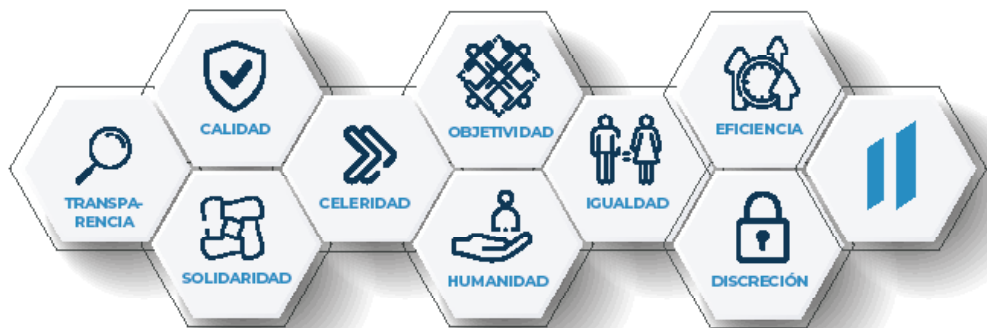 TRANSPA-
RENCIA
CALIDAD
SOLIDARIDAD
CELERIDAD
OBJETIVIDAD
HUMANIDAD
IGUALDAD
EFICIENCIA
DISCRECIÓN